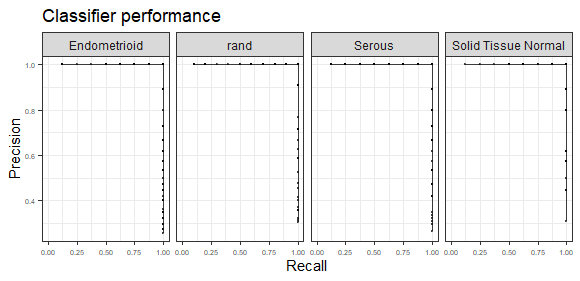 Classifier performance
Endometrioid rand Serous Solid Tissue Normal
Precision
1.0
0.8
0.6
0.4
0.00 0.25 0.50 0.75 1.00 0.00 0.25 0.50 0.75 1.00 0.00 0.25 0.50 0.75 1.00 0.00 0.25 0.50 0.75 1.00
Recall